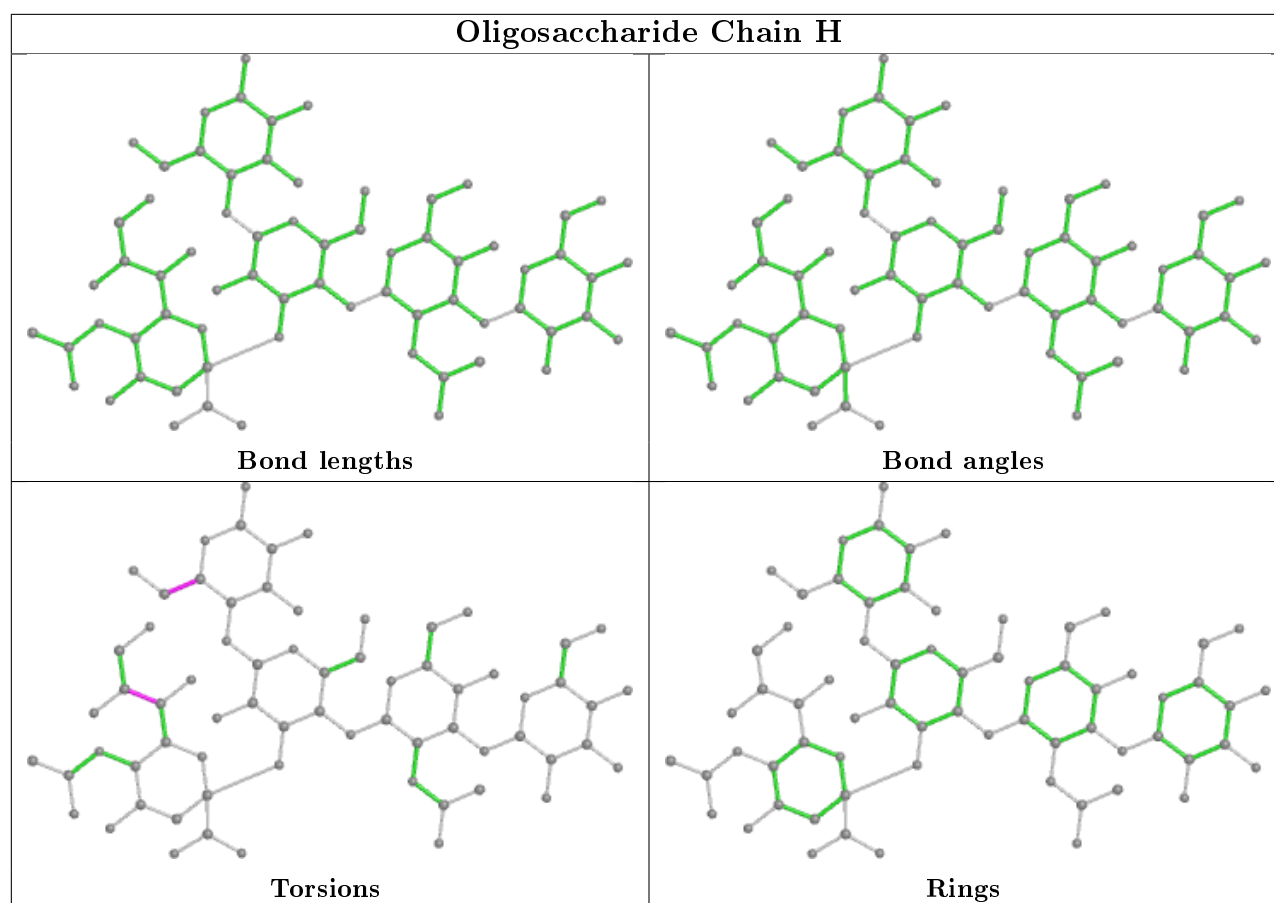 Oligosaccharide Chain H
Bond lengths
Bond angles
Torsions
Rings